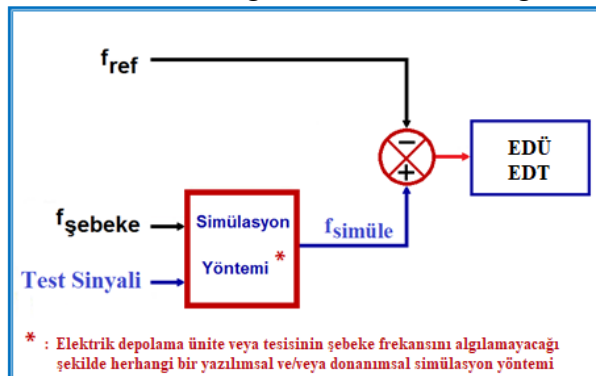 fref
−
+
EDÜ
EDT
fşebeke
Simülasyon
Yöntemi *
fsimüle
Test Sinyali
* : Elektrik depolama ünite veya tesisinin şebeke frekansını algılamayacağı
şekilde herhangi bir yazılımsal ve/veya donanımsal simülasyon yöntemi